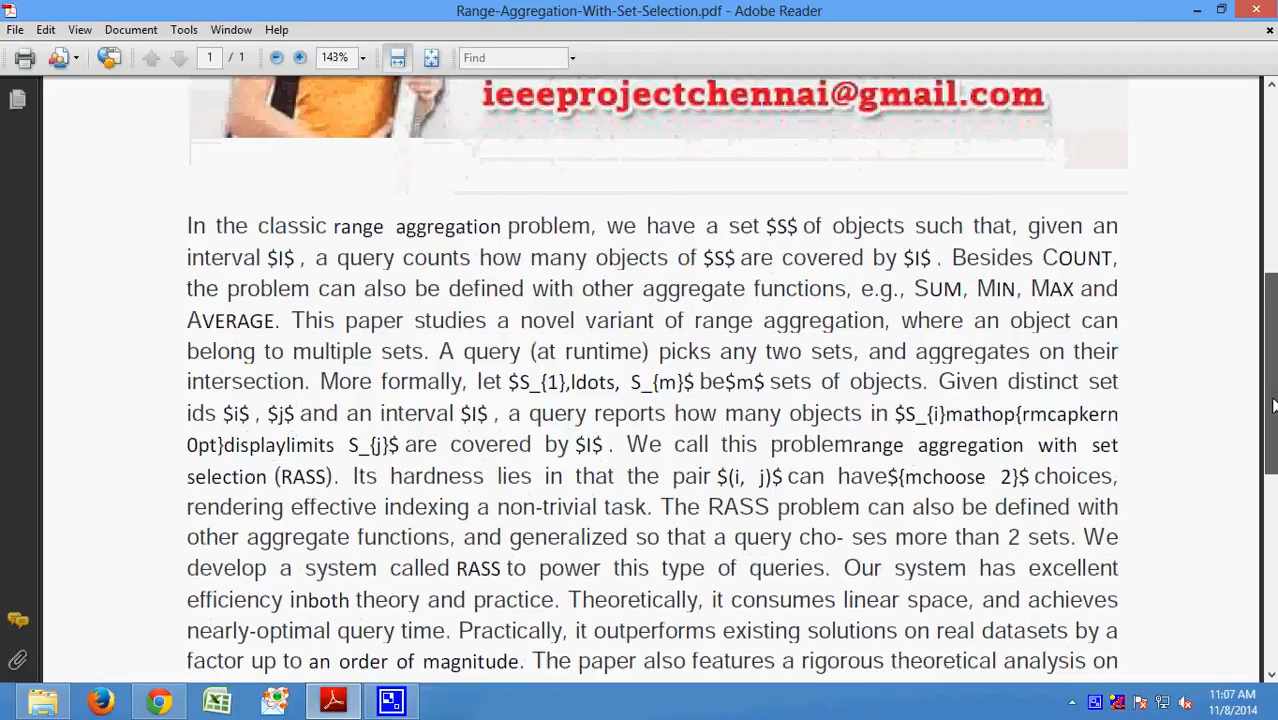 Range-Aggregation-With-Set-Selection.pdf - Adobe Reader
File Edit View Document Tools Window Help
1 / 1 143% Find
ieeeprojectchennai@gmail.com
In the classic range aggregation problem, we have a set $S$ of objects such that, given an
interval $I$ , a query counts how many objects of $S$ are covered by $I$ . Besides COUNT,
the problem can also be defined with other aggregate functions, e.g., SUM, MIN, MAX and
AVERAGE. This paper studies a novel variant of range aggregation, where an object can
belong to multiple sets. A query (at runtime) picks any two sets, and aggregates on their
intersection. More formally, let $S_{1},ldots, S_{m}$ be$m$ sets of objects. Given distinct set
ids $i$ , $j$ and an interval $I$ , a query reports how many objects in $S_{i}mathop{rmcapkern
0pt}displaylimits S_{j}$ are covered by $I$ . We call this problemrange aggregation with set
selection (RASS). Its hardness lies in that the pair $(i, j)$ can have${mchoose 2}$ choices,
rendering effective indexing a non-trivial task. The RASS problem can also be defined with
other aggregate functions, and generalized so that a query cho- ses more than 2 sets. We
develop a system called RASS to power this type of queries. Our system has excellent
efficiency inboth theory and practice. Theoretically, it consumes linear space, and achieves
nearly-optimal query time. Practically, it outperforms existing solutions on real datasets by a
factor up to an order of magnitude. The paper also features a rigorous theoretical analysis on
11:07 AM
11/8/2014